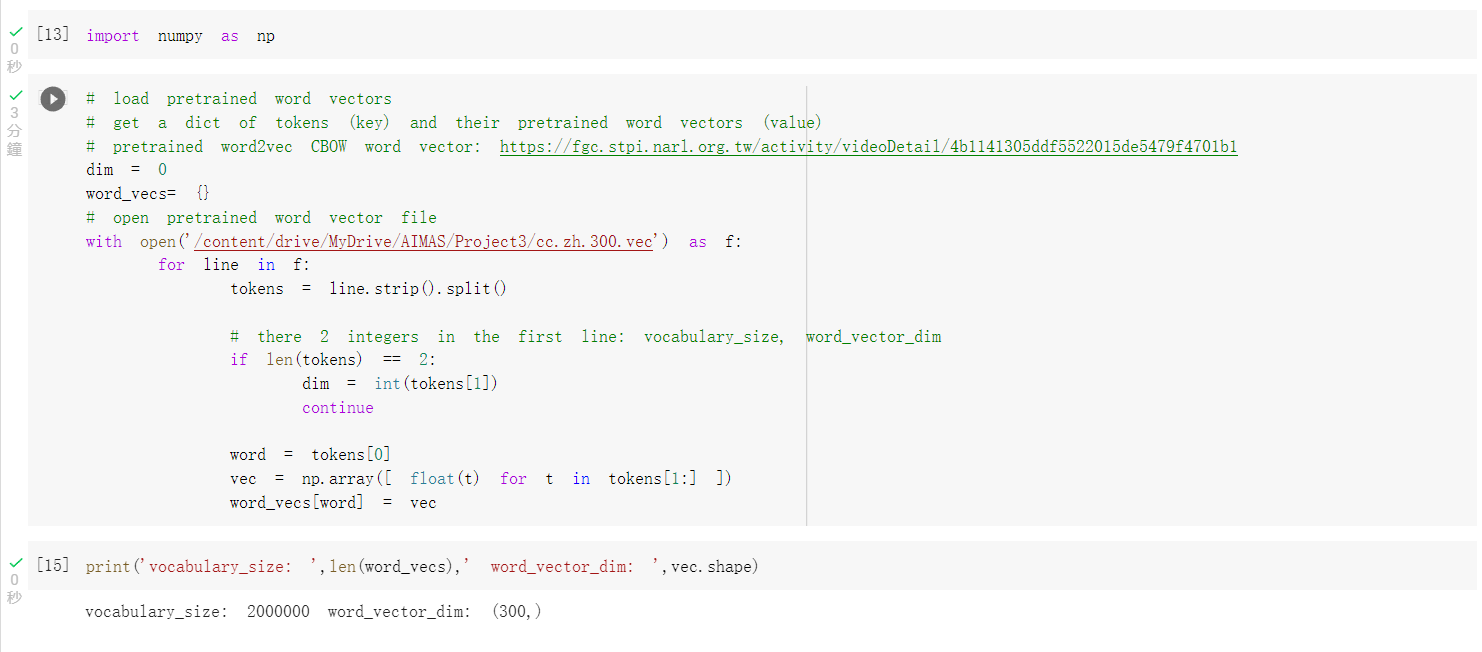 [13] import numpy as np
0
秒
# load pretrained word vectors
# get a dict of tokens (key) and their pretrained word vectors (value)
# pretrained word2vec CBOW word vector: https://fgc.stpi.narl.org.tw/activity/videoDetail/4b1141305ddf5522015de5479f4701b1
dim = 0
word_vecs= {}
# open pretrained word vector file
with open('/content/drive/MyDrive/AIMAS/Project3/cc.zh.300.vec') as f:
for line in f:
tokens = line.strip().split()
# there 2 integers in the first line: vocabulary_size, word_vector_dim
if len(tokens) == 2:
dim = int(tokens[1])
continue
word = tokens[0]
vec = np.array([ float(t) for t in tokens[1:] ])
word_vecs[word] = vec
3
分
鐘
[15] print('vocabulary_size: ',len(word_vecs),' word_vector_dim: ',vec.shape)
0
秒
vocabulary_size: 2000000 word_vector_dim: (300,)